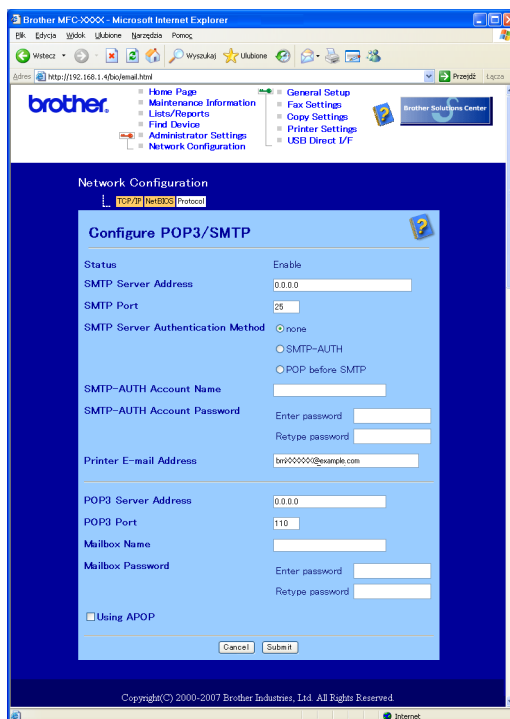 Brother MFC-XXXX - Microsoft Internet Explorer
Plik Edycja Widok Ulubione Narzędzia Pomoc
Wstecz Wyszukaj Ulubione
Adres http://192.168.1.4/bio/email.html Przejdź Łącza
brother.
Home Page
Maintenance Information
Lists/Reports
Find Device
Administrator Settings
Network Configuration
General Setup
Fax Settings
Copy Settings
Printer Settings
USB Direct I/F
Brother Solutions Center
Network Configuration
TCP/IP NetBIOS Protocol
Configure POP3/SMTP
Status Enable
SMTP Server Address 0.0.0.0
SMTP Port 25
SMTP Server Authentication Method none
SMTP-AUTH
POP before SMTP
SMTP-AUTH Account Name
SMTP-AUTH Account Password Enter password
Retype password
Printer E-mail Address brnXXXXXX@example.com
POP3 Server Address 0.0.0.0
POP3 Port 110
Mailbox Name
Mailbox Password Enter password
Retype password
Using APOP
Cancel Submit
Copyright(C) 2000-2007 Brother Industries, Ltd. All Rights Reserved.
Internet